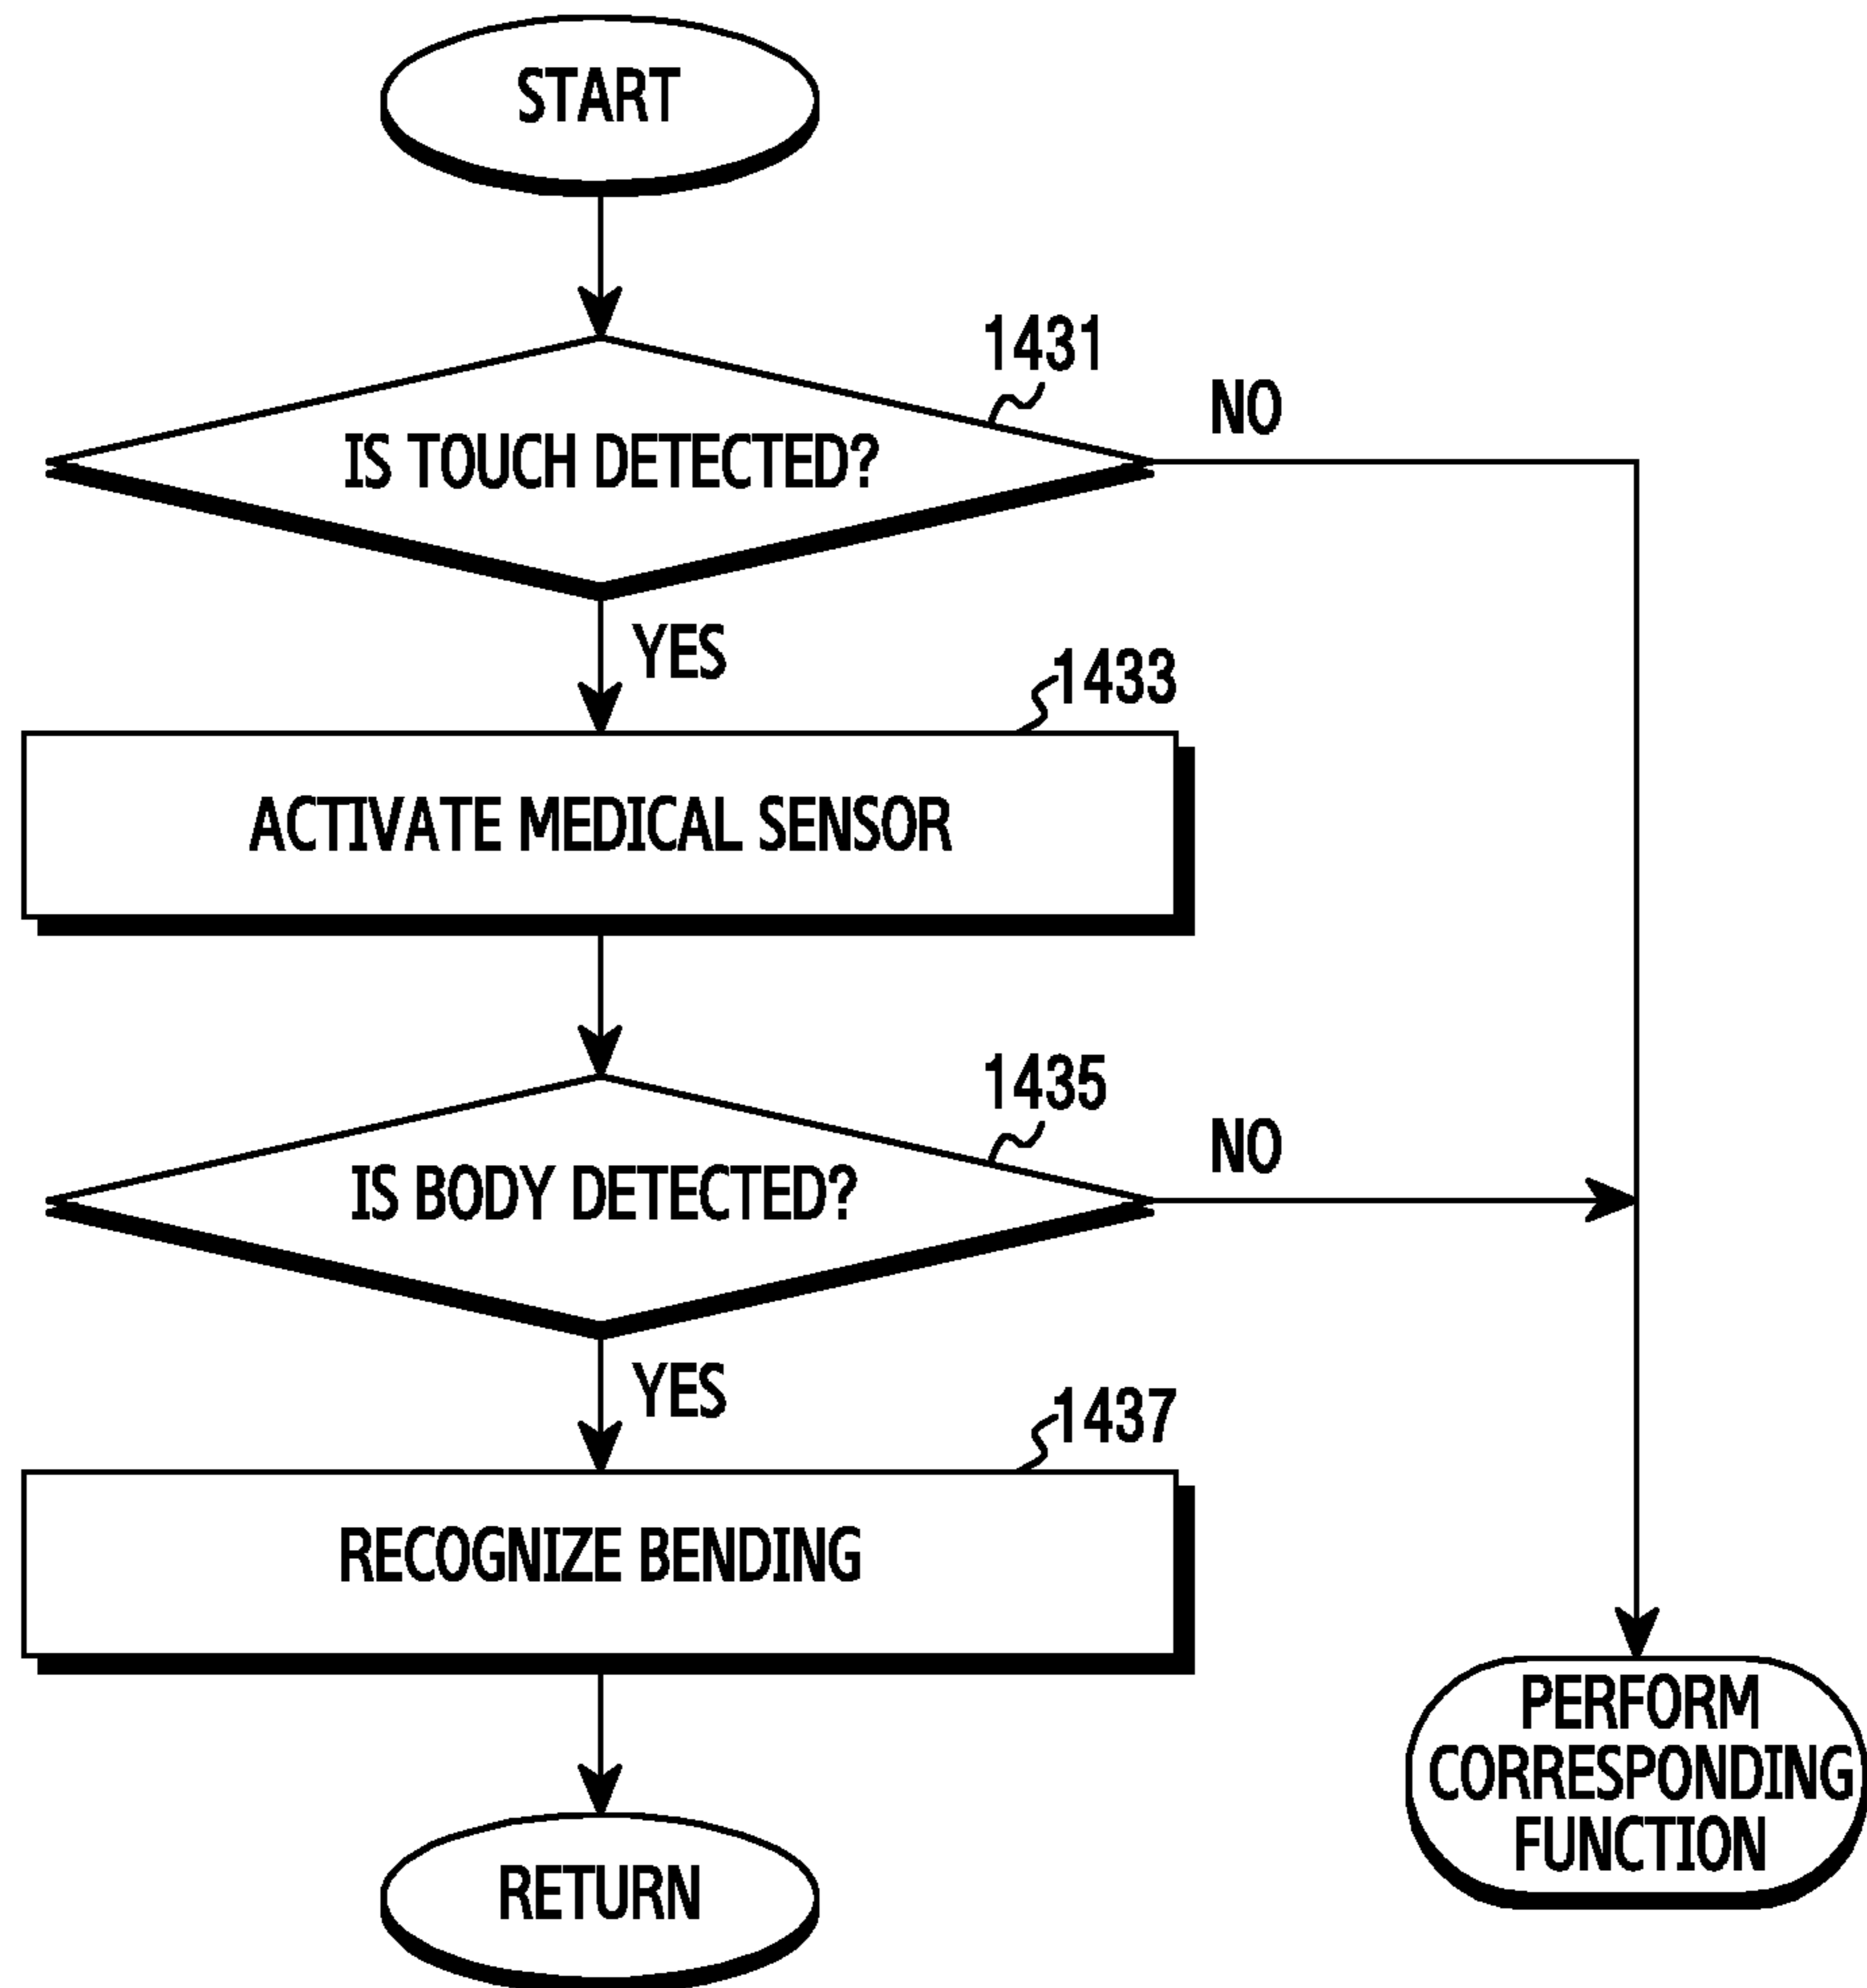 START
1431
NO
IS TOUCH DETECTED?
YES
1433
ACTIVATE MEDICAL SENSOR
1435
NO
IS BODY DETECTED?
YES
1437
RECOGNIZE BENDING
PERFORM
CORRESPONDING
FUNCTION
RETURN